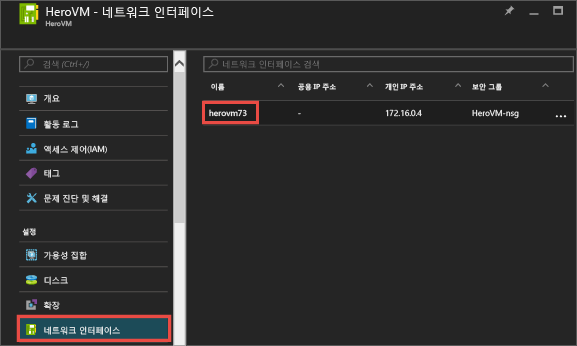 HeroVM - 네트워크 인터페이스
HeroVM
검색 (Ctrl+/)
개요
활동 로그
액세스 제어(IAM)
태그
문제 진단 및 해결
설정
가용성 집합
디스크
확장
네트워크 인터페이스
네트워크 인터페이스 검색
이름 공용 IP 주소 개인 IP 주소 보안 그룹
herovm73 - 172.16.0.4 HeroVM-nsg ...